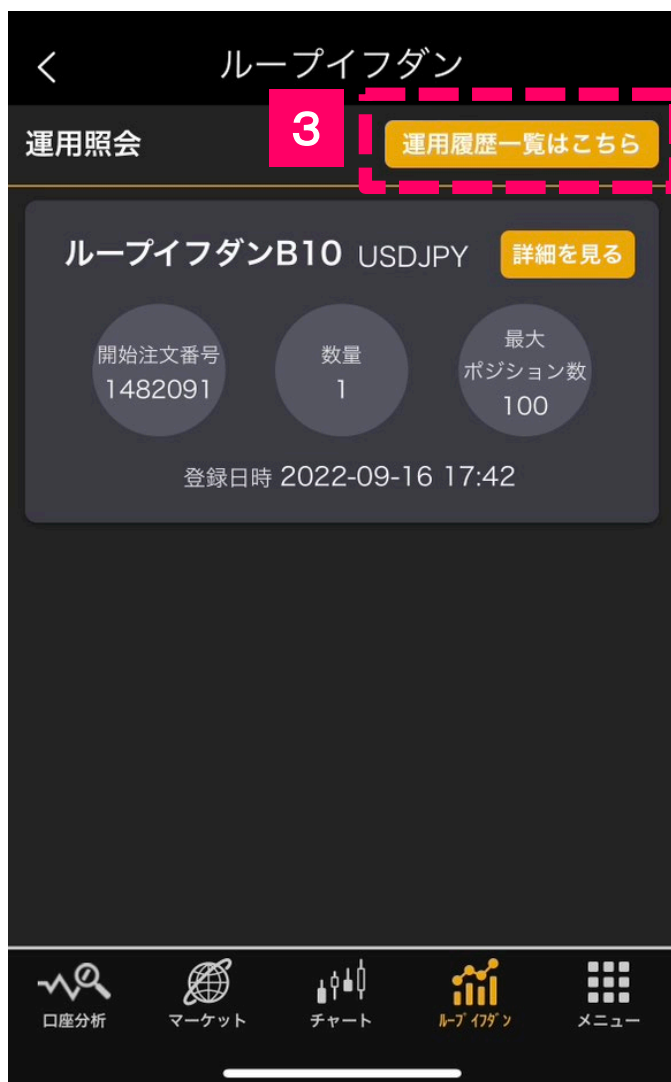 ループイフダン
運用照会
3
運用履歴一覧はこちら
ループイフダンB10 USDJPY
詳細を見る
開始注文番号
1482091
数量
1
最大
ポジション数
100
登録日時 2022-09-16 17:42
口座分析
マーケット
チャート
ﾙｰﾌﾟｲﾌﾀﾞﾝ
メニュー